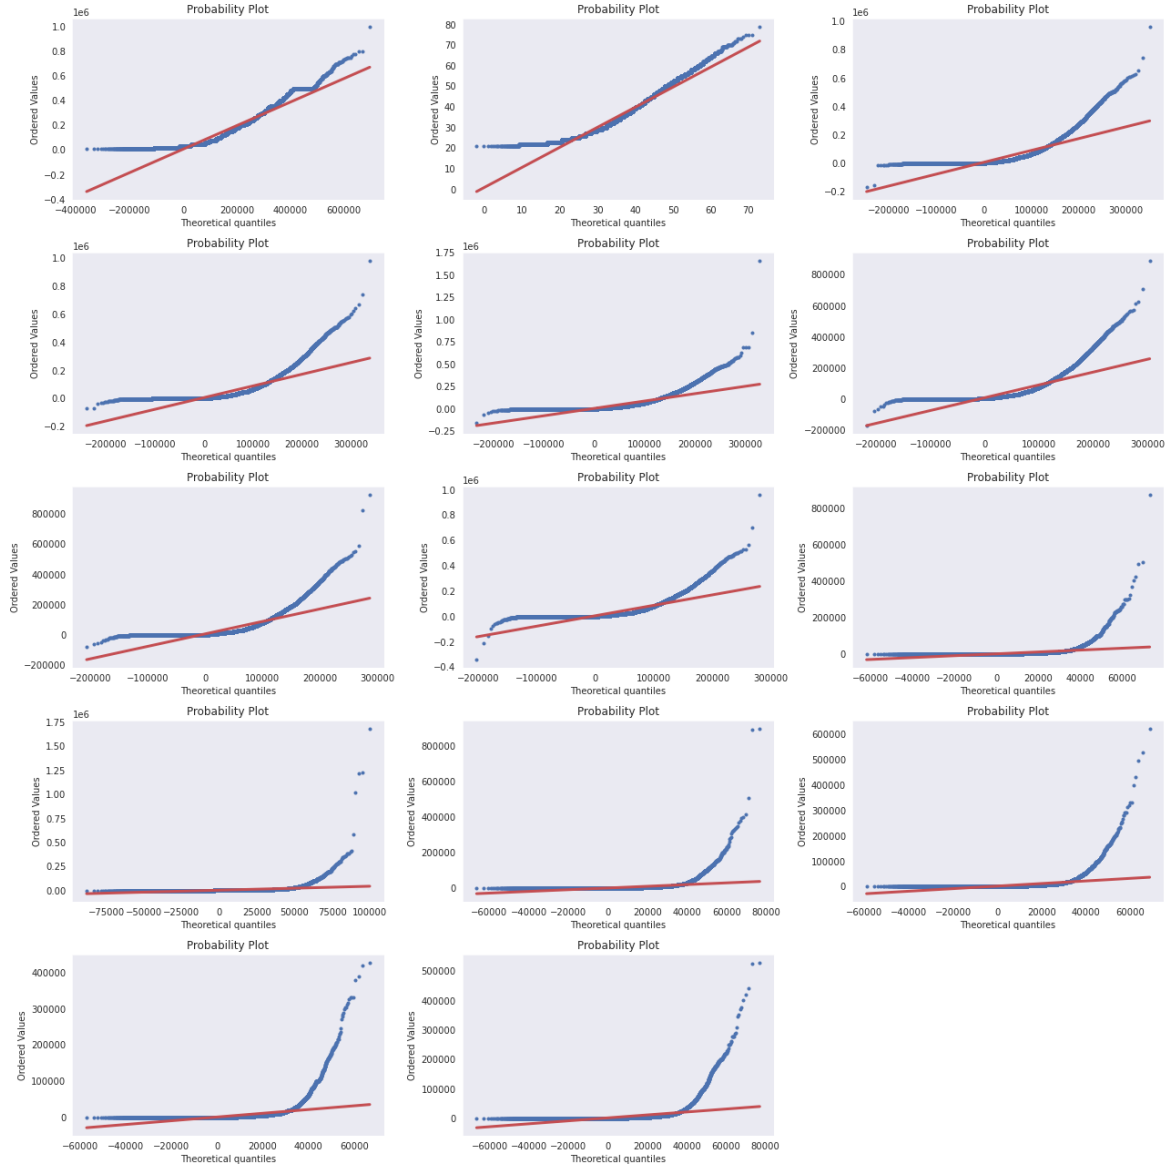 Probability Plot
1e6
1.0
0.8
0.6
0.4
0.2
0.0
−0.2
−0.4
Ordered Values
−400000 −200000 0 200000 400000 600000
Theoretical quantiles
Probability Plot
80
70
60
50
40
30
20
10
0
Ordered Values
0 10 20 30 40 50 60 70
Theoretical quantiles
Probability Plot
1e6
1.0
0.8
0.6
0.4
0.2
0.0
−0.2
Ordered Values
−200000 −100000 0 100000 200000 300000
Theoretical quantiles
Probability Plot
1e6
1.0
0.8
0.6
0.4
0.2
0.0
−0.2
Ordered Values
−200000 −100000 0 100000 200000 300000
Theoretical quantiles
Probability Plot
1e6
1.75
1.50
1.25
1.00
0.75
0.50
0.25
0.00
−0.25
Ordered Values
−200000 −100000 0 100000 200000 300000
Theoretical quantiles
Probability Plot
800000
600000
400000
200000
0
−200000
Ordered Values
−200000 −100000 0 100000 200000 300000
Theoretical quantiles
Probability Plot
800000
600000
400000
200000
0
−200000
Ordered Values
−200000 −100000 0 100000 200000 300000
Theoretical quantiles
Probability Plot
1e6
1.0
0.8
0.6
0.4
0.2
0.0
−0.2
−0.4
Ordered Values
−200000 −100000 0 100000 200000 300000
Theoretical quantiles
Probability Plot
800000
600000
400000
200000
0
Ordered Values
−60000 −40000 −20000 0 20000 40000 60000
Theoretical quantiles
Probability Plot
1e6
1.75
1.50
1.25
1.00
0.75
0.50
0.25
0.00
Ordered Values
−75000 −50000 −25000 0 25000 50000 75000 100000
Theoretical quantiles
Probability Plot
800000
600000
400000
200000
0
Ordered Values
−60000 −40000 −20000 0 20000 40000 60000 80000
Theoretical quantiles
Probability Plot
600000
500000
400000
300000
200000
100000
0
Ordered Values
−60000 −40000 −20000 0 20000 40000 60000
Theoretical quantiles
Probability Plot
400000
300000
200000
100000
0
Ordered Values
−60000 −40000 −20000 0 20000 40000 60000
Theoretical quantiles
Probability Plot
500000
400000
300000
200000
100000
0
Ordered Values
−60000 −40000 −20000 0 20000 40000 60000 80000
Theoretical quantiles